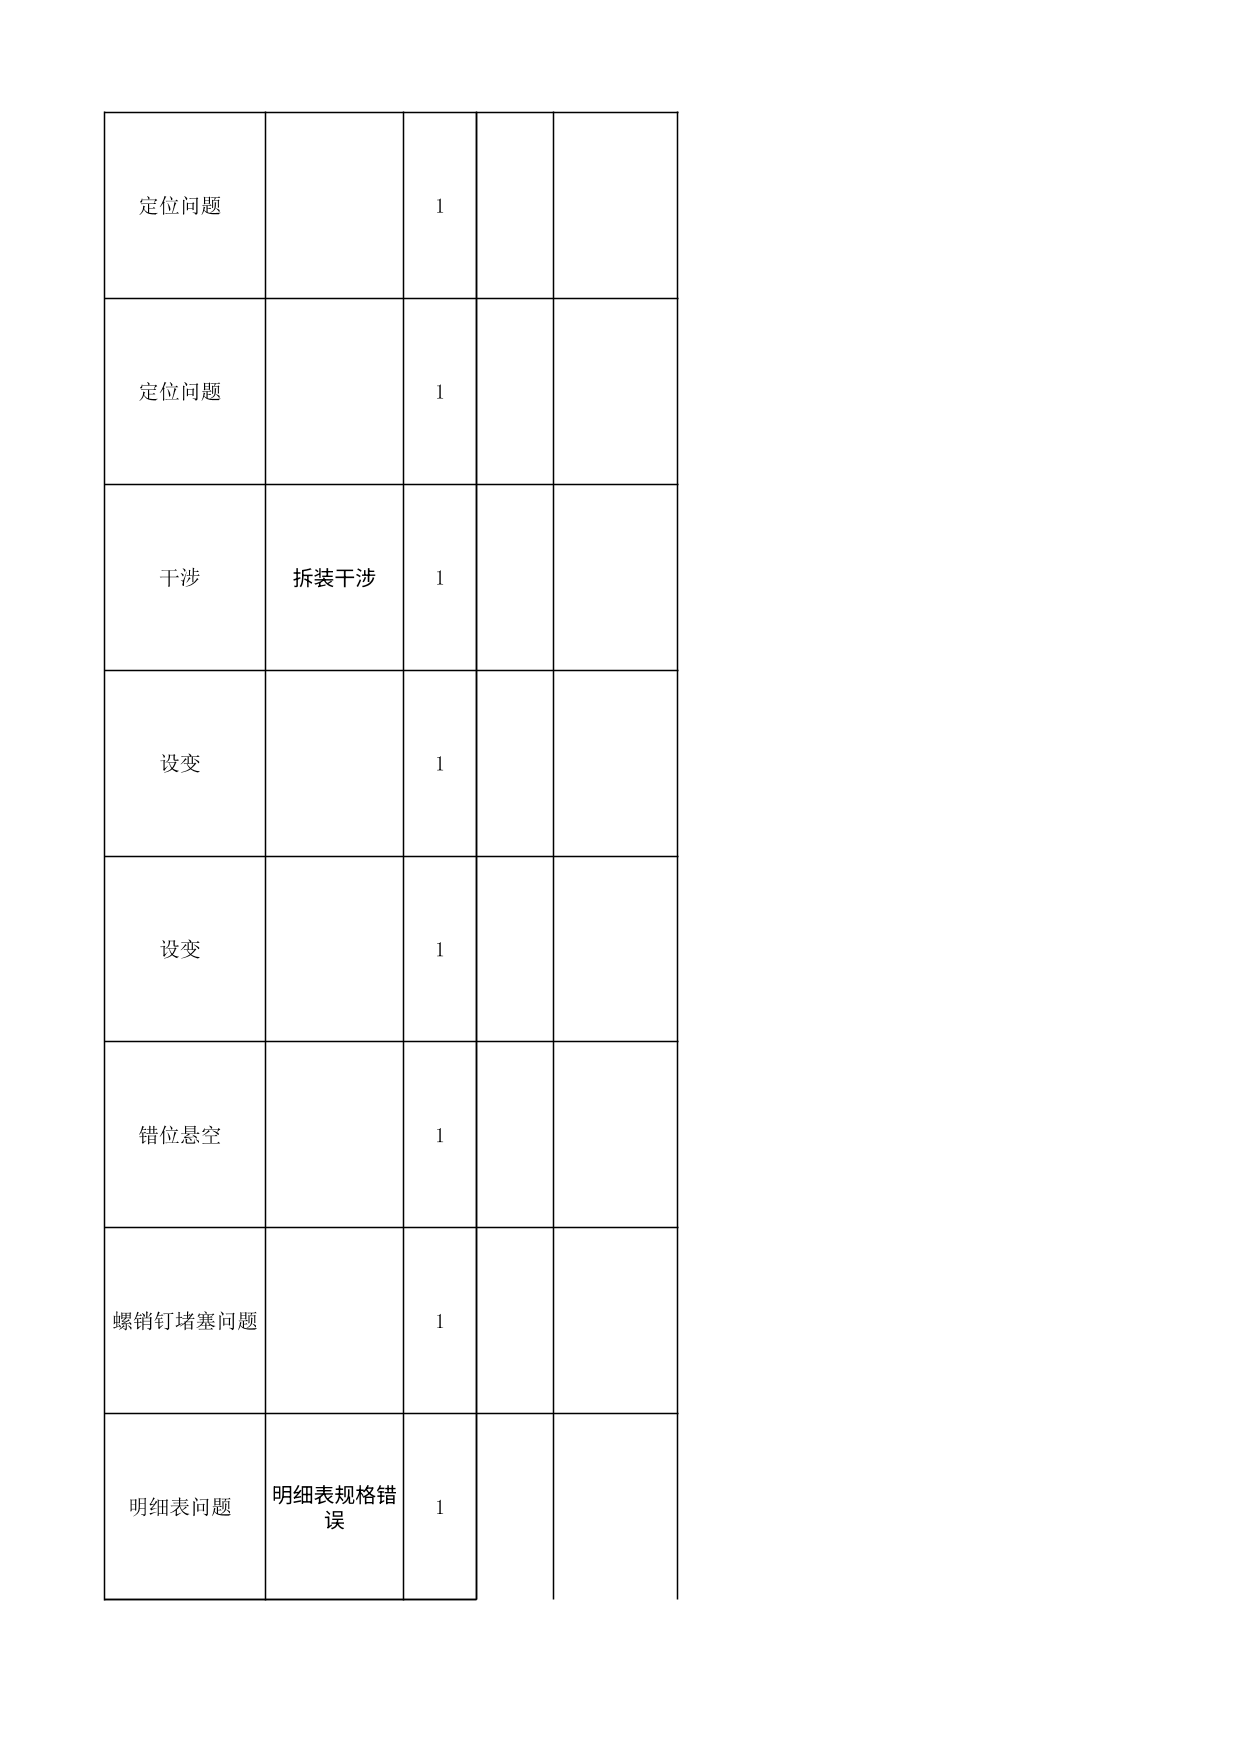 定位问题 1
定位问题 1
干涉 拆装干涉 1
设变 1
设变 1
错位悬空 1
螺销钉堵塞问题 1
明细表问题 明细表规格错 1
误